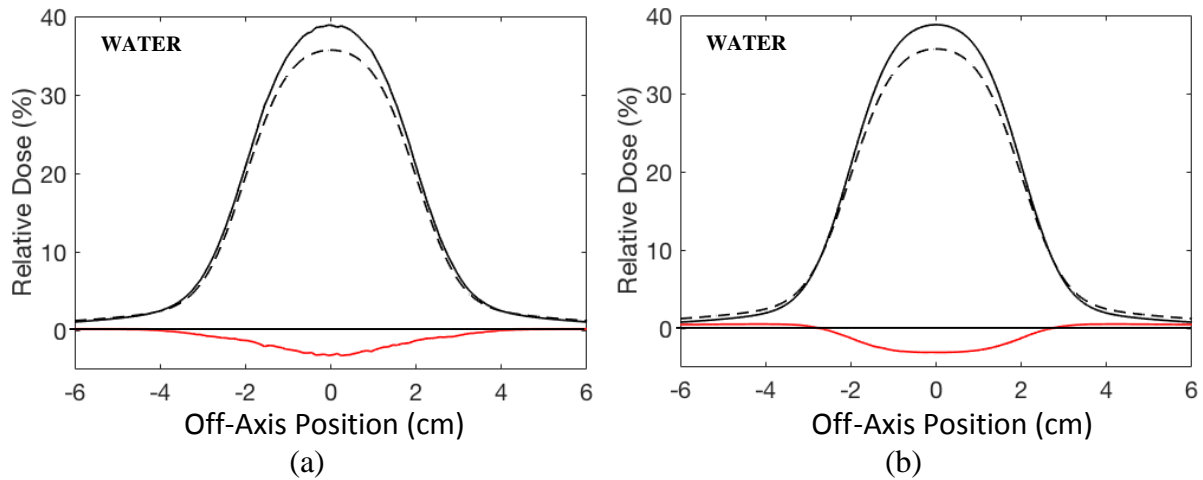 40
WATER
30
20
10
0
Relative Dose (%)
-6 -4 -2 0 2 4 6
Off-Axis Position (cm)
(a)
40
WATER
30
20
10
0
Relative Dose (%)
-6 -4 -2 0 2 4 6
Off-Axis Position (cm)
(b)